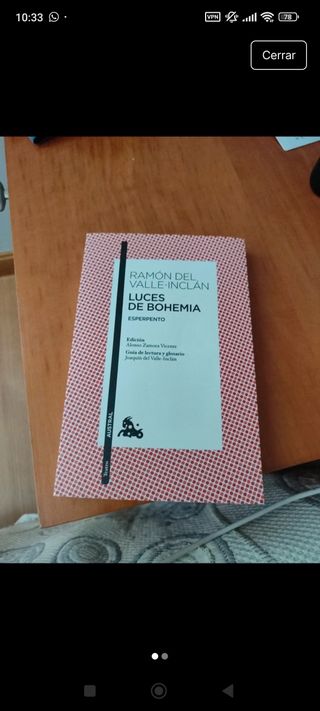 10:33
VPN
78
Cerrar
RAMÓN DEL
VALLE-INCLÁN
LUCES
DE BOHEMIA
ESPERPENTO
Edición
Alonso Zamora Vicente
Guía de lectura y glosario
Joaquín del Valle-Inclán
AUSTRAL
Teatro